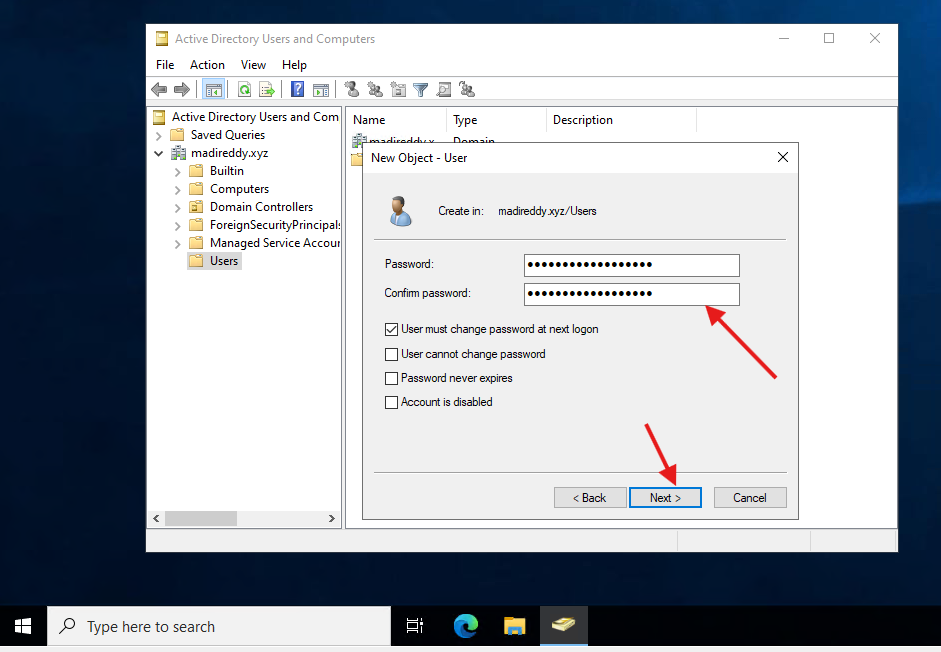 Active Directory Users and Computers
File Action View Help
Active Directory Users and Com
Saved Queries
madireddy.xyz
Builtin
Computers
Domain Controllers
ForeignSecurityPrincipals
Managed Service Accour
Users
Name Type Description
madireddy.x Domain
New Object - User
Create in: madireddy.xyz/Users
Password: ••••••••••••••••••
Confirm password: ••••••••••••••••••
User must change password at next logon
User cannot change password
Password never expires
Account is disabled
< Back Next > Cancel
Type here to search